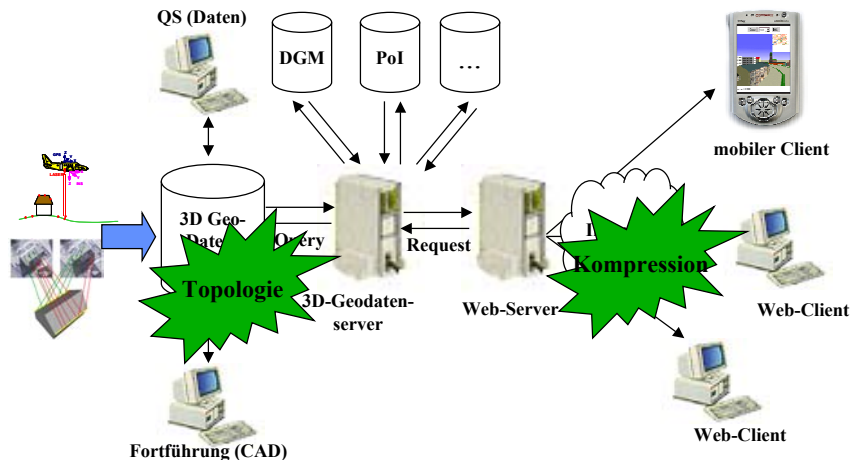 QS (Daten)
DGM
PoI
...
mobiler Client
3D Geo-
Daten
Query
Topologie
3D-Geodaten-
server
Request
Web-Server
Kompression
Web-Client
Web-Client
Fortführung (CAD)